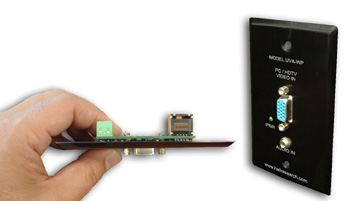 MODEL UVA-WP
PC / HDTV
VIDEO IN
PWR
AUDIO IN
www.hallresearch.com